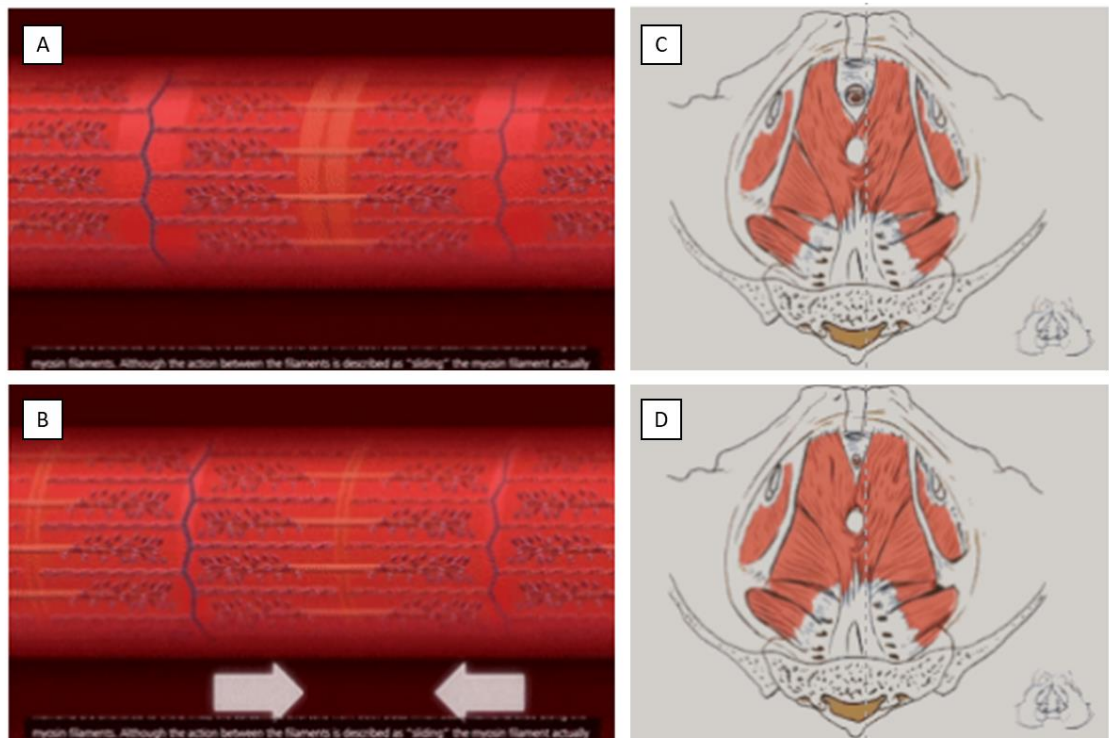 A
C
myosin filaments. Although the action between the filaments is described as "sliding" the myosin filament actually
B
D
myosin filaments. Although the action between the filaments is described as "sliding" the myosin filament actually